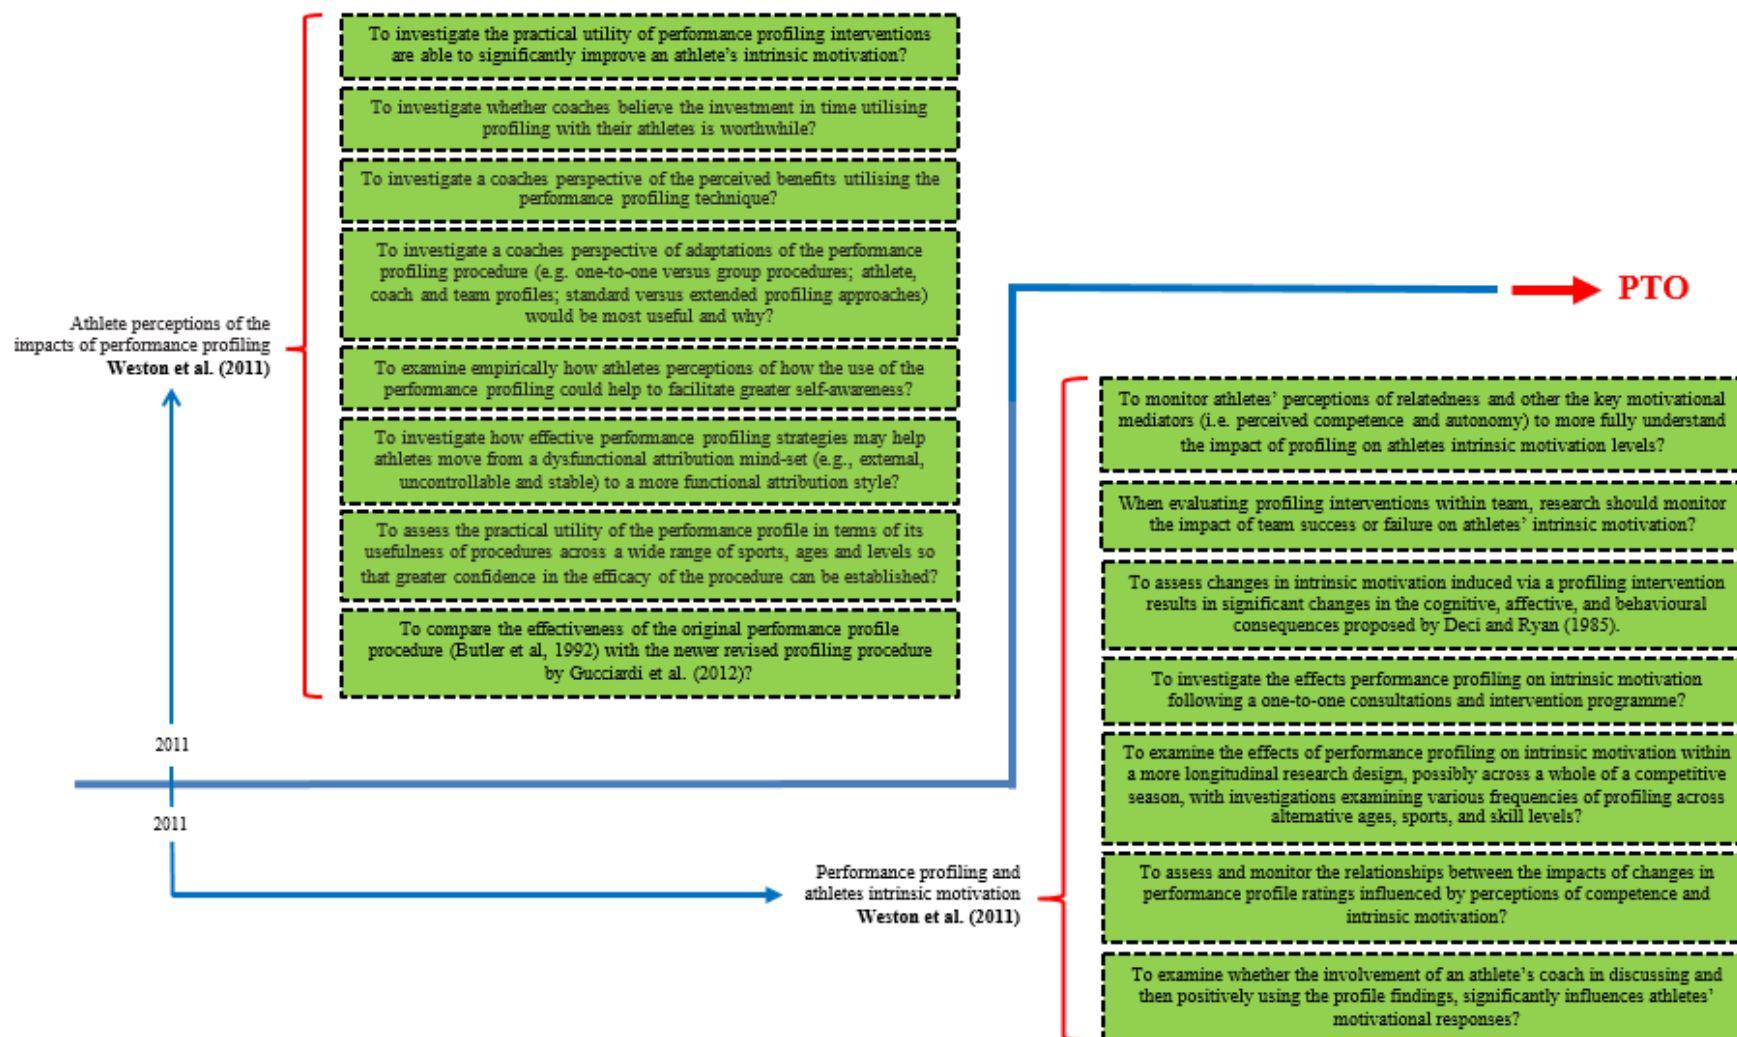 To investigate the practical utility of performance profiling interventions
are able to significantly improve an athlete's intrinsic motivation?
To investigate whether coaches believe the investment in time utilising
profiling with their athletes is worthwhile?
To investigate a coaches perspective of the perceived benefits utilising the
performance profiling technique?
To investigate a coaches perspective of adaptations of the performance
profiling procedure (e.g. one-to-one versus group procedures; athlete,
coach and team profiles; standard versus extended profiling approaches)
would be most useful and why?
Athlete perceptions of the
impacts of performance profiling
Weston et al. (2011)
To examine empirically how athletes perceptions of how the use of the
performance profiling could help to facilitate greater self-awareness?
To investigate how effective performance profiling strategies may help
athletes move from a dysfunctional attribution mind-set (e.g., external,
uncontrollable and stable) to a more functional attribution style?
To assess the practical utility of the performance profile in terms of its
usefulness of procedures across a wide range of sports, ages and levels so
that greater confidence in the efficacy of the procedure can be established?
To compare the effectiveness of the original performance profile
procedure (Butler et al, 1992) with the newer revised profiling procedure
by Gucciardi et al. (2012)?
2011
2011
PTO
Performance profiling and
athletes intrinsic motivation
Weston et al. (2011)
To monitor athletes' perceptions of relatedness and other the key motivational
mediators (i.e. perceived competence and autonomy) to more fully understand
the impact of profiling on athletes intrinsic motivation levels?
When evaluating profiling interventions within team, research should monitor
the impact of team success or failure on athletes' intrinsic motivation?
To assess changes in intrinsic motivation induced via a profiling intervention
results in significant changes in the cognitive, affective, and behavioural
consequences proposed by Deci and Ryan (1985).
To investigate the effects performance profiling on intrinsic motivation
following a one-to-one consultations and intervention programme?
To examine the effects of performance profiling on intrinsic motivation within
a more longitudinal research design, possibly across a whole of a competitive
season, with investigations examining various frequencies of profiling across
alternative ages, sports, and skill levels?
To assess and monitor the relationships between the impacts of changes in
performance profile ratings influenced by perceptions of competence and
intrinsic motivation?
To examine whether the involvement of an athlete's coach in discussing and
then positively using the profile findings, significantly influences athletes'
motivational responses?